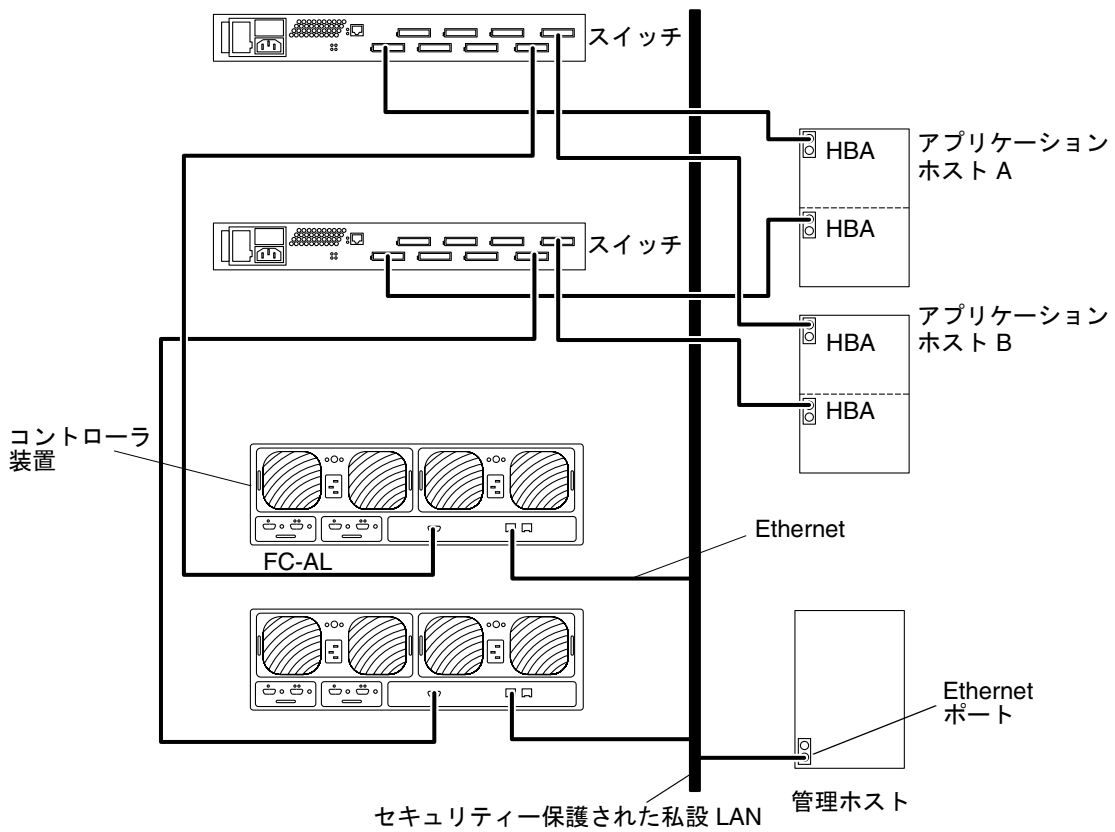 スイッチ
HBA
アプリケーション
ホスト A
HBA
スイッチ
アプリケーション
ホスト B
HBA
HBA
コントローラ
装置
FC-AL
Ethernet
Ethernet
ポート
管理ホスト
セキュリティー保護された私設 LAN